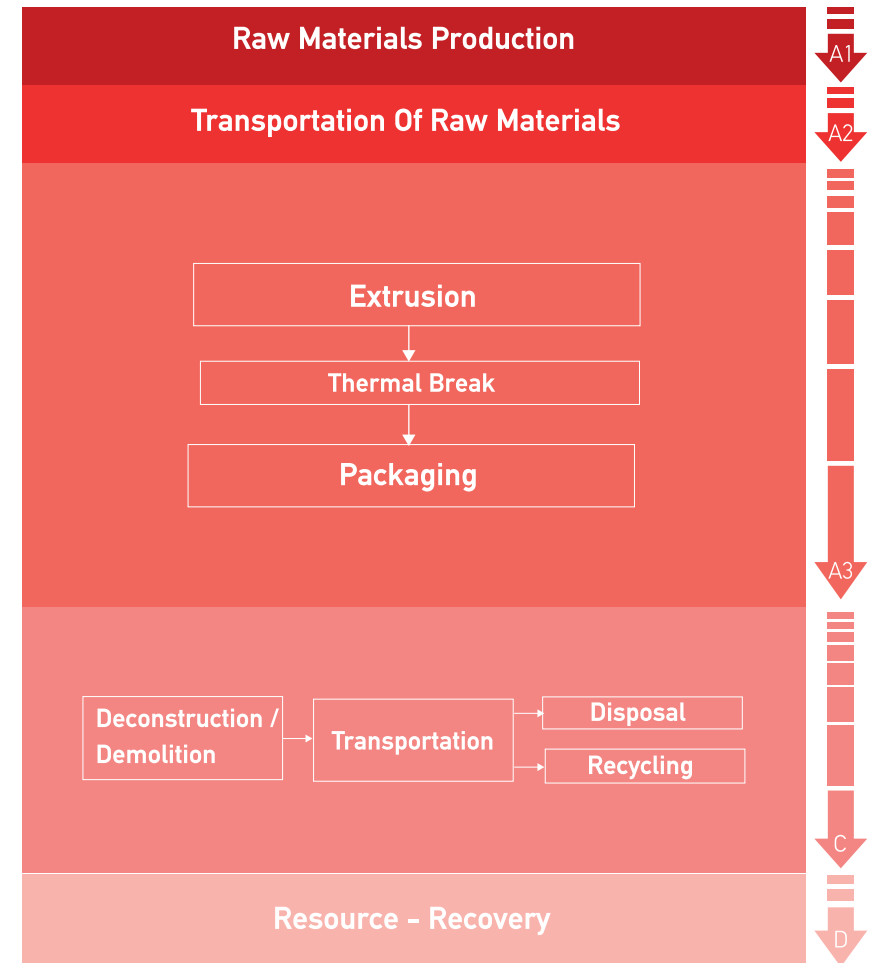 Raw Materials Production
A1
Transportation Of Raw Materials
A2
Extrusion
Thermal Break
Packaging
A3
Deconstruction /
Demolition
Transportation
Disposal
Recycling
C
Resource - Recovery
D